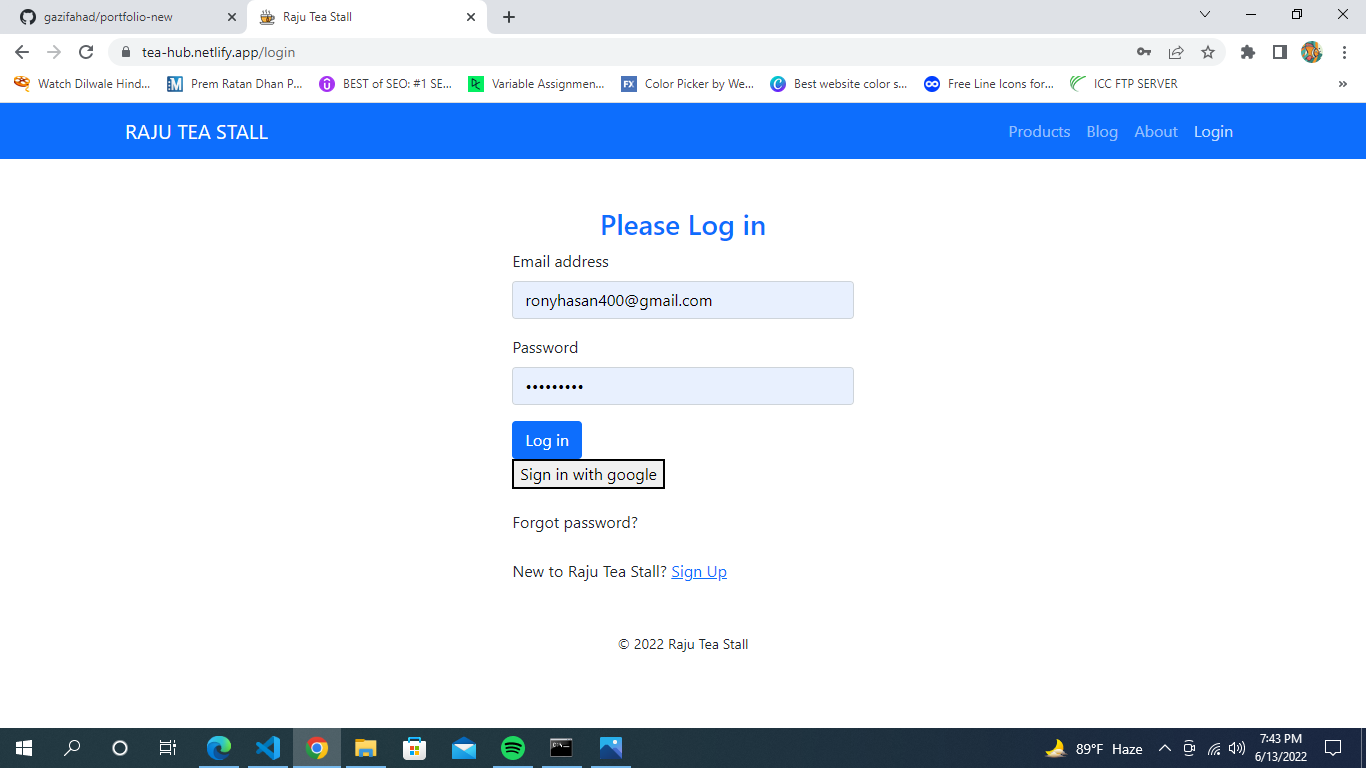 gazifahad/portfolio-new
Raju Tea Stall
tea-hub.netlify.app/login
Watch Dilwale Hind...
Prem Ratan Dhan P...
BEST of SEO: #1 SE...
Variable Assignmen...
FX
Color Picker by We...
Best website color s...
Free Line Icons for...
ICC FTP SERVER
»
RAJU TEA STALL
Products
Blog
About
Login
Please Log in
Email address
ronyhasan400@gmail.com
Password
•••••••••
Log in
Sign in with google
Forgot password?
New to Raju Tea Stall? Sign Up
© 2022 Raju Tea Stall
89°F Haze
7:43 PM
6/13/2022